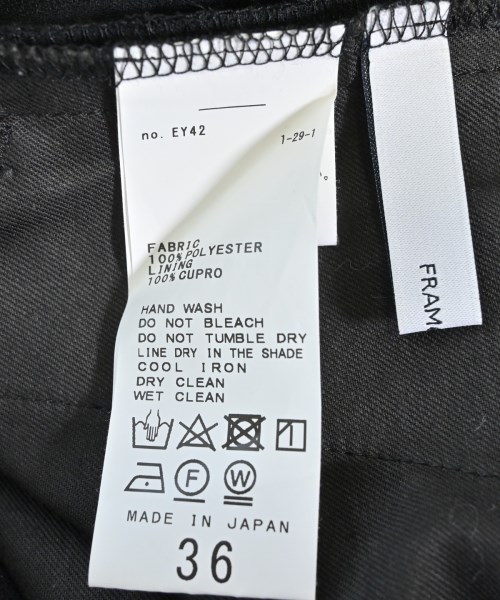 no. EY42
1-29-1
FABRIC
100%POLYESTER
LINING
100%CUPRO
HAND WASH
DO NOT BLEACH
DO NOT TUMBLE DRY
LINE DRY IN THE SHADE
COOL IRON
DRY CLEAN
WET CLEAN
F
W
MADE IN JAPAN
36
FRAM